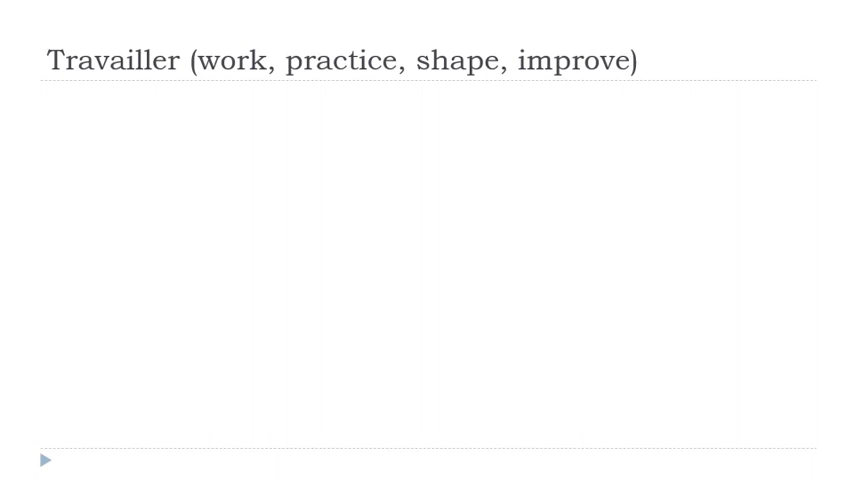 Travailler (work, practice, shape, improve)